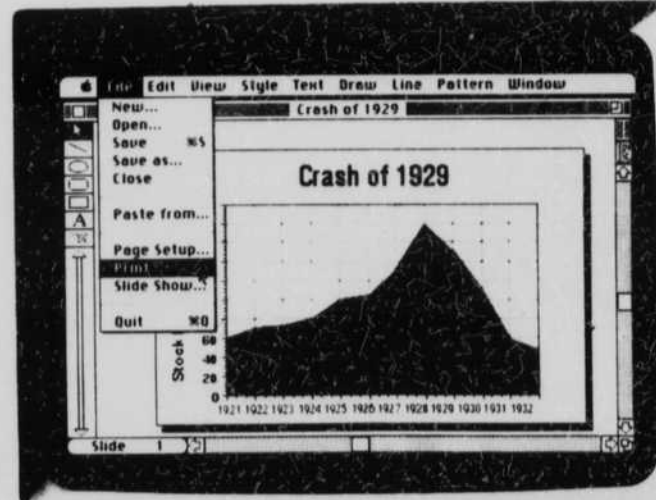 File Edit View Style Text Draw Line Pattern Window
Crash of 1929
New...
Open...
Save ⌘S
Save as...
Close
Paste from...
Page Setup...
Print
Slide Show...
Quit ⌘Q
A
Crash of 1929
Stock
60
40
20
0
1921 1922 1923 1924 1925 1926 1927 1928 1929 1930 1931 1932
Slide 1